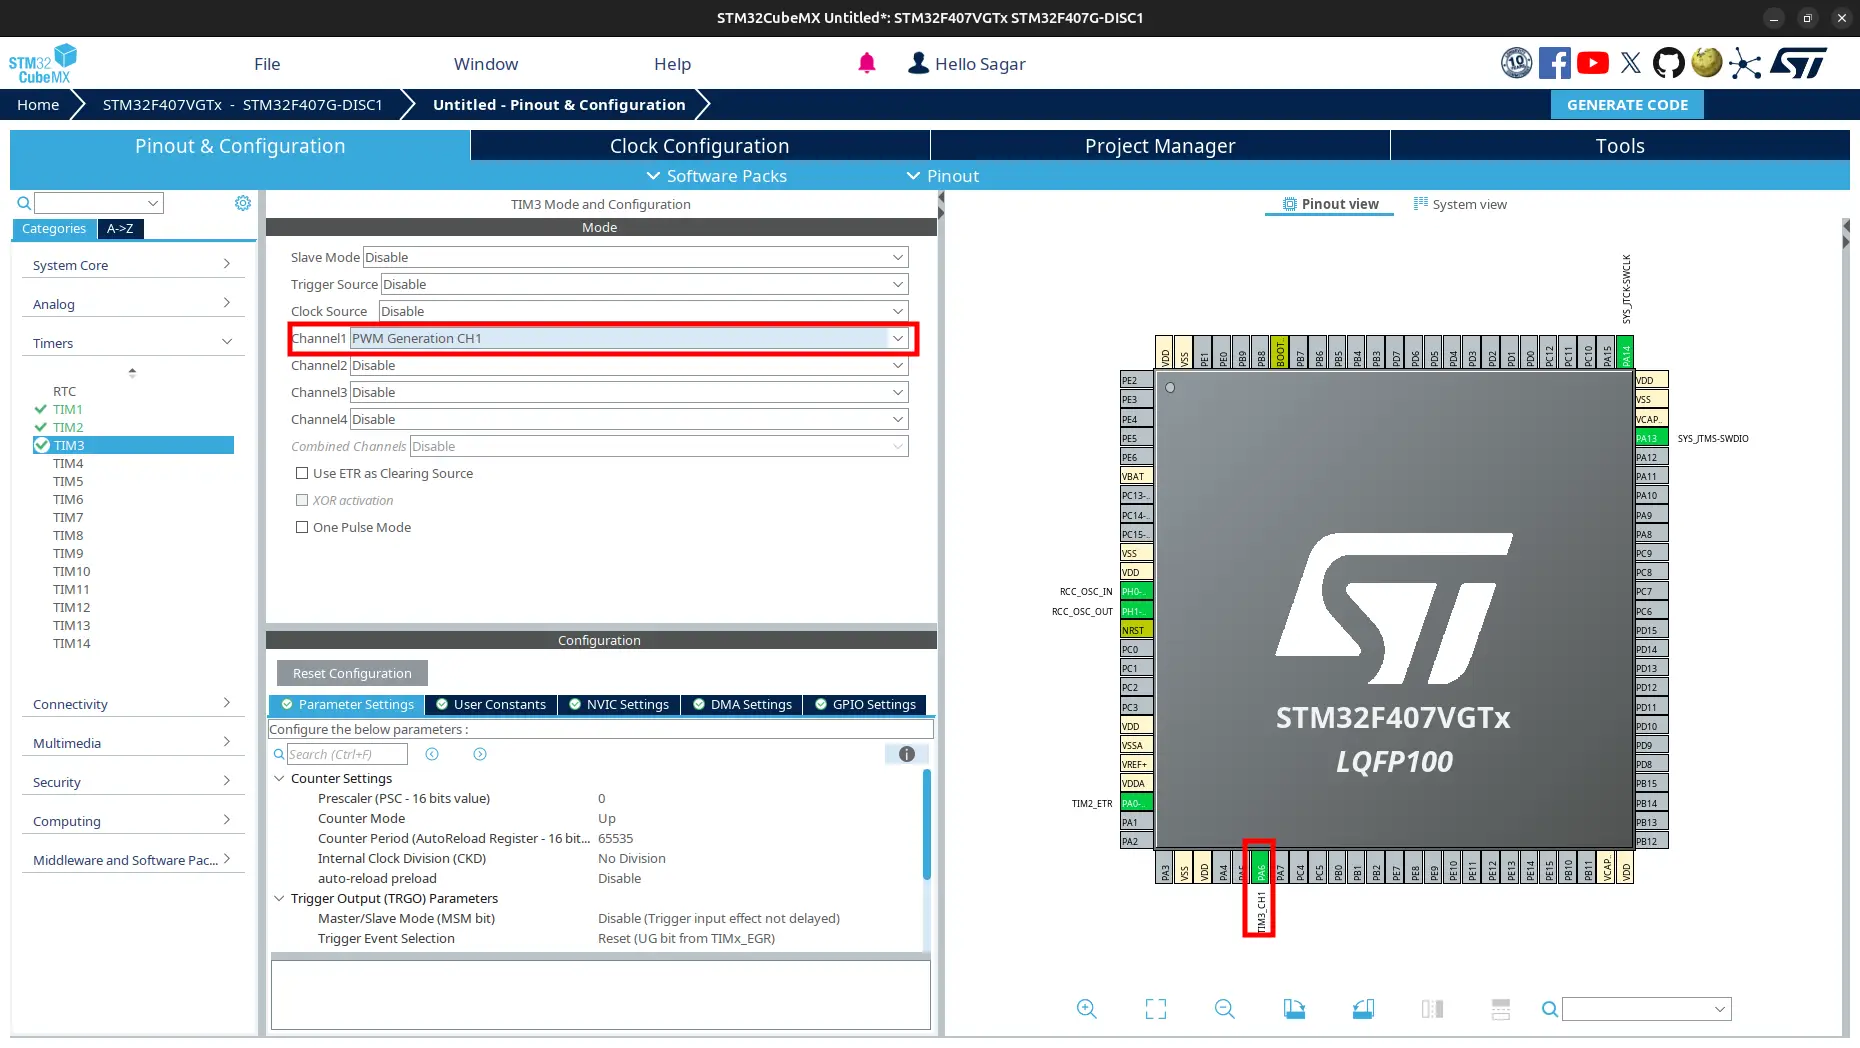 STM32CubeMX Untitled*: STM32F407VGTx STM32F407G-DISC1
STM32
CubeMX
File
Window
Help
Hello Sagar
10
Home
STM32F407VGTx - STM32F407G-DISC1
Untitled - Pinout & Configuration
GENERATE CODE
Pinout & Configuration
Clock Configuration
Project Manager
Tools
Software Packs
Pinout
Categories
A->Z
System Core
Analog
Timers
RTC
TIM1
TIM2
TIM3
TIM4
TIM5
TIM6
TIM7
TIM8
TIM9
TIM10
TIM11
TIM12
TIM13
TIM14
Connectivity
Multimedia
Security
Computing
Middleware and Software Pac...
TIM3 Mode and Configuration
Mode
Slave Mode Disable
Trigger Source Disable
Clock Source Disable
Channel1 PWM Generation CH1
Channel2 Disable
Channel3 Disable
Channel4 Disable
Combined Channels Disable
Use ETR as Clearing Source
XOR activation
One Pulse Mode
Configuration
Reset Configuration
Parameter Settings
User Constants
NVIC Settings
DMA Settings
GPIO Settings
Configure the below parameters :
Search (Ctrl+F)
Counter Settings
Prescaler (PSC - 16 bits value) 0
Counter Mode Up
Counter Period (AutoReload Register - 16 bit... 65535
Internal Clock Division (CKD) No Division
auto-reload preload Disable
Trigger Output (TRGO) Parameters
Master/Slave Mode (MSM bit) Disable (Trigger input effect not delayed)
Trigger Event Selection Reset (UG bit from TIMx_EGR)
Pinout view
System view
SYS_JTCK-SWCLK
VDD
VSS
PE1
PE0
PB9
PB8
BOOT..
PB7
PB6
PB5
PB4
PB3
PD7
PD6
PD5
PD4
PD3
PD2
PD1
PD0
PC12
PC11
PC10
PA15
PA14
PE2
PE3
PE4
PE5
PE6
VBAT
PC13-..
PC14-..
PC15-..
VSS
VDD
RCC_OSC_IN PH0-..
RCC_OSC_OUT PH1-..
NRST
PC0
PC1
PC2
PC3
VDD
VSSA
VREF+
VDDA
TIM2_ETR PA0-..
PA1
PA2
STM32F407VGTx
LQFP100
VDD
VSS
VCAP..
PA13 SYS_JTMS-SWDIO
PA12
PA11
PA10
PA9
PA8
PC9
PC8
PC7
PC6
PD15
PD14
PD13
PD12
PD11
PD10
PD9
PD8
PB15
PB14
PB13
PB12
PA3
VSS
VDD
PA4
PA5
PA6
PA7
PC4
PC5
PB0
PB1
PB2
PE7
PE8
PE9
PE10
PE11
PE12
PE13
PE14
PE15
PB10
PB11
VCAP..
VDD
TIM3_CH1